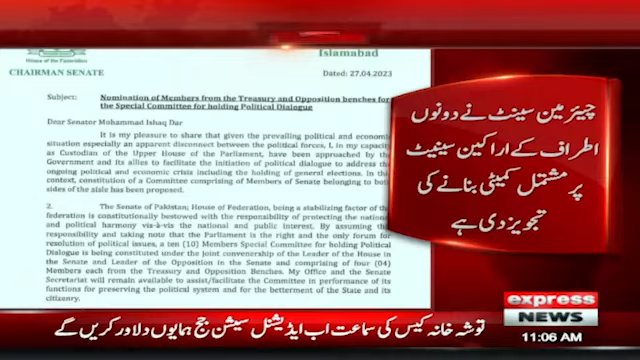 House of the Federation
Islamabad
CHAIRMAN SENATE
Dated: 27.04.2023
Subject: Nomination of Members from the Treasury and Opposition benches for the Special Committee for holding Political Dialogue
Dear Senator Mohammad Ishaq Dar
It is my pleasure to share that given the prevailing political and economic
situation especially an apparent disconnect between the political forces, I, in my capacity
as Custodian of the Upper House of the Parliament, have been approached by the
Government and its allies to facilitate the initiation of political dialogue to address the
ongoing political and economic crisis including the holding of general elections. In this
context, constitution of a Committee comprising of Members of Senate belonging to both
sides of the aisle has been proposed.
2. The Senate of Pakistan; House of Federation, being a stabilizing factor of the
federation is constitutionally bestowed with the responsibility of protecting the national
and political harmony vis-à-vis the national and public interest. By assuming the
responsibility and taking note that the Parliament is the right and the only forum for
resolution of political issues, a ten (10) Members Special Committee for holding Political
Dialogue is being constituted under the joint convenership of the Leader of the House in
the Senate and Leader of the Opposition in the Senate and comprising of four (04)
Members each from the Treasury and Opposition Benches. My Office and the Senate
Secretariat will remain available to assist/facilitate the Committee in performance of its
functions for preserving the political system and for the betterment of the State and its
citizenry.
چیئرمین سینٹ نے دونوں
اطراف کے اراکین سینیٹ
پر مشتمل کمیٹی بنانے کی
تجویز دی ہے
express
NEWS
11:06 AM
توشہ خانہ کیس کی سماعت اب ایڈیشنل سیشن جج ہمایوں دلاور کریں گے